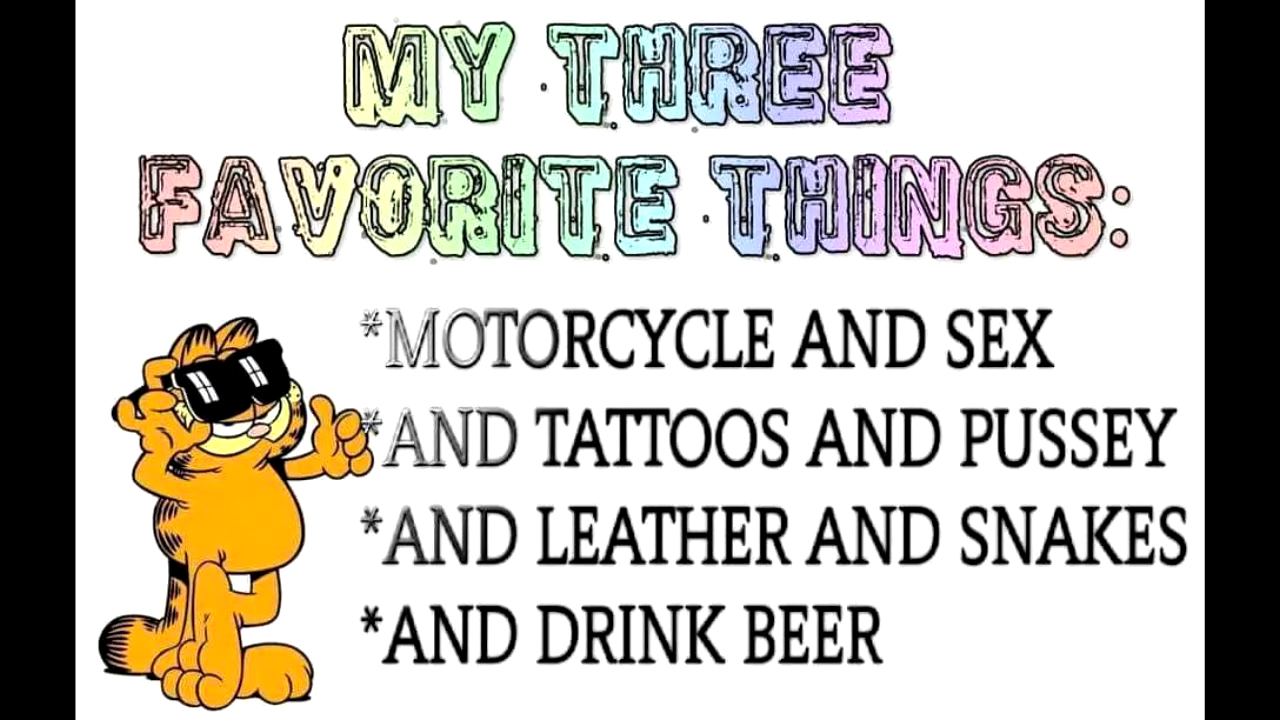 MY THREE
FAVORITE THINGS:
*MOTORCYCLE AND SEX
*AND TATTOOS AND PUSSEY
*AND LEATHER AND SNAKES
*AND DRINK BEER